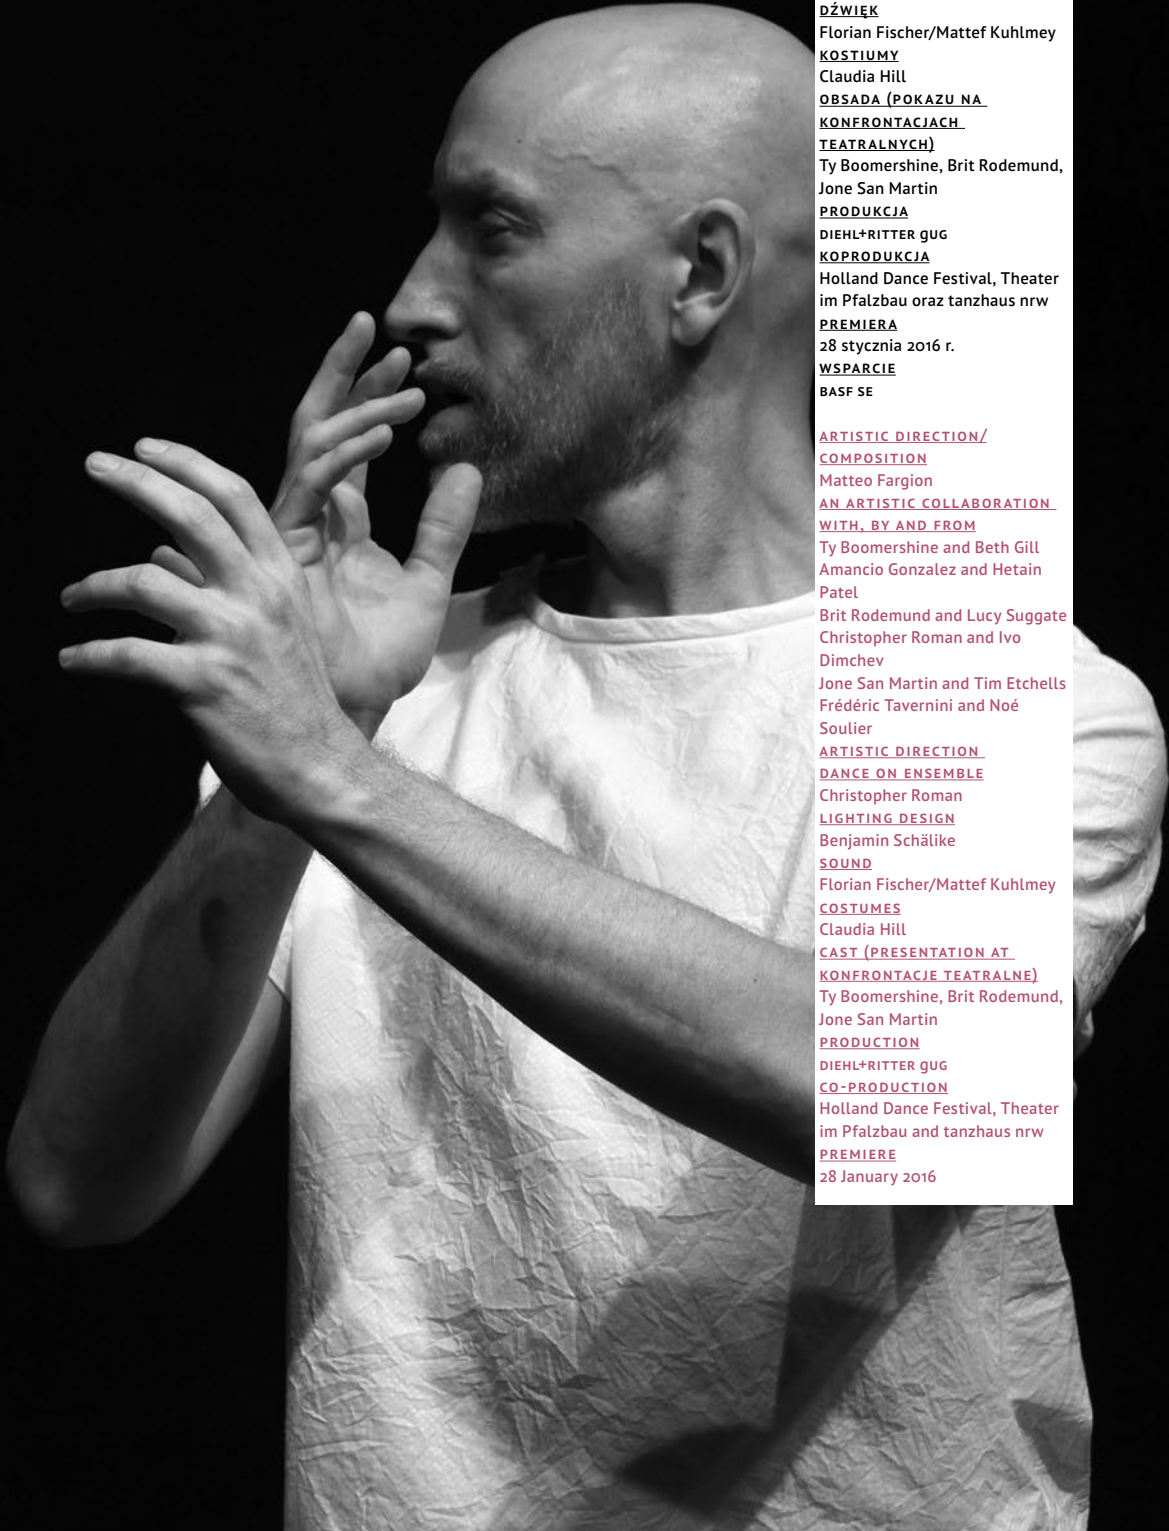 DŹWIĘK
Florian Fischer/Mattef Kuhlmey
KOSTIUMY
Claudia Hill
OBSADA (POKAZU NA
KONFRONTACJACH
TEATRALNYCH)
Ty Boomershine, Brit Rodemund,
Jone San Martin
PRODUKCJA
DIEHL+RITTER gUG
KOPRODUKCJA
Holland Dance Festival, Theater
im Pfalzbau oraz tanzhaus nrw
PREMIERA
28 stycznia 2016 r.
WSPARCIE
BASF SE
ARTISTIC DIRECTION/
COMPOSITION
Matteo Fargion
AN ARTISTIC COLLABORATION
WITH, BY AND FROM
Ty Boomershine and Beth Gill
Amancio Gonzalez and Hetain
Patel
Brit Rodemund and Lucy Suggate
Christopher Roman and Ivo
Dimchev
Jone San Martin and Tim Etchells
Frédéric Tavernini and Noé
Soulier
ARTISTIC DIRECTION
DANCE ON ENSEMBLE
Christopher Roman
LIGHTING DESIGN
Benjamin Schälike
SOUND
Florian Fischer/Mattef Kuhlmey
COSTUMES
Claudia Hill
CAST (PRESENTATION AT
KONFRONTACJE TEATRALNE)
Ty Boomershine, Brit Rodemund,
Jone San Martin
PRODUCTION
DIEHL+RITTER gUG
CO-PRODUCTION
Holland Dance Festival, Theater
im Pfalzbau and tanzhaus nrw
PREMIERE
28 January 2016